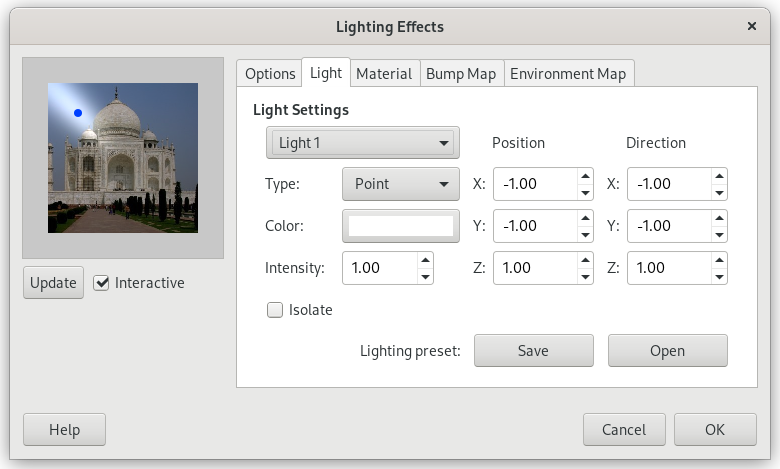 Lighting Effects ×
Options Light Material Bump Map Environment Map
Light Settings
Light 1 Position Direction
Type: Point X: -1.00 X: -1.00
Color: Y: -1.00 Y: -1.00
Intensity: 1.00 Z: 1.00 Z: 1.00
Update Interactive
Isolate
Lighting preset: Save Open
Help Cancel OK